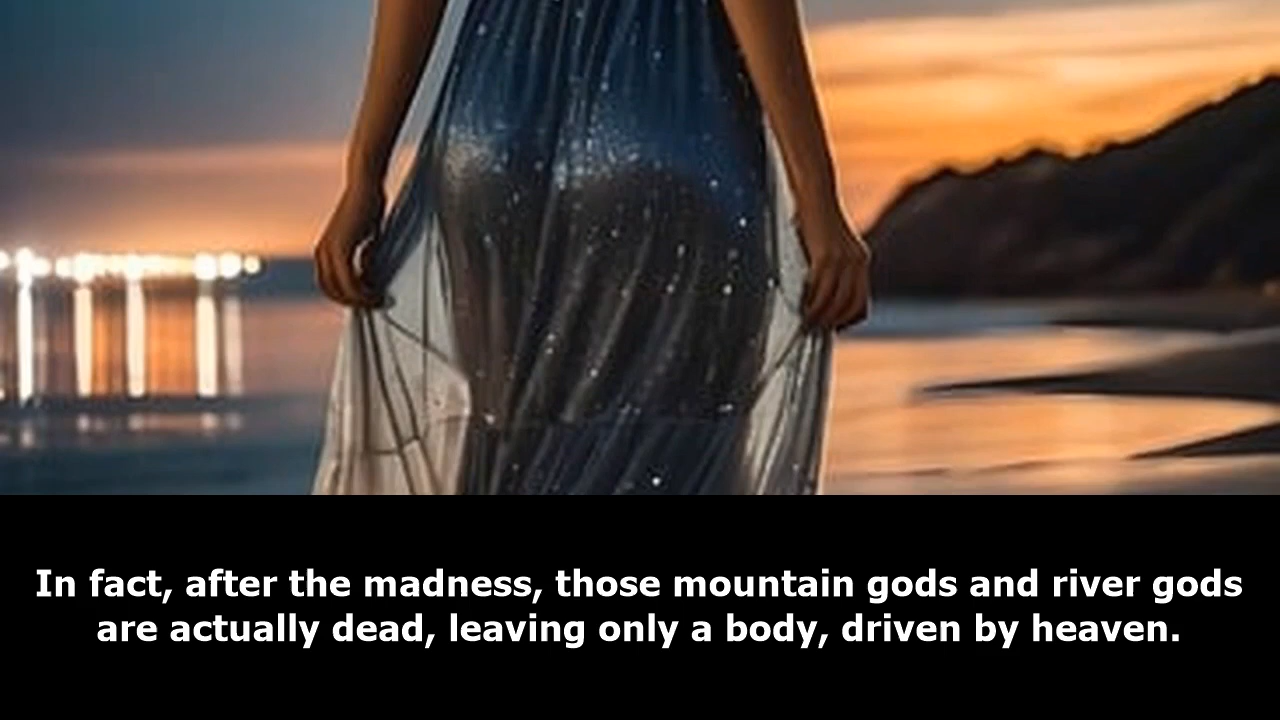 In fact, after the madness, those mountain gods and river gods
are actually dead, leaving only a body, driven by heaven.